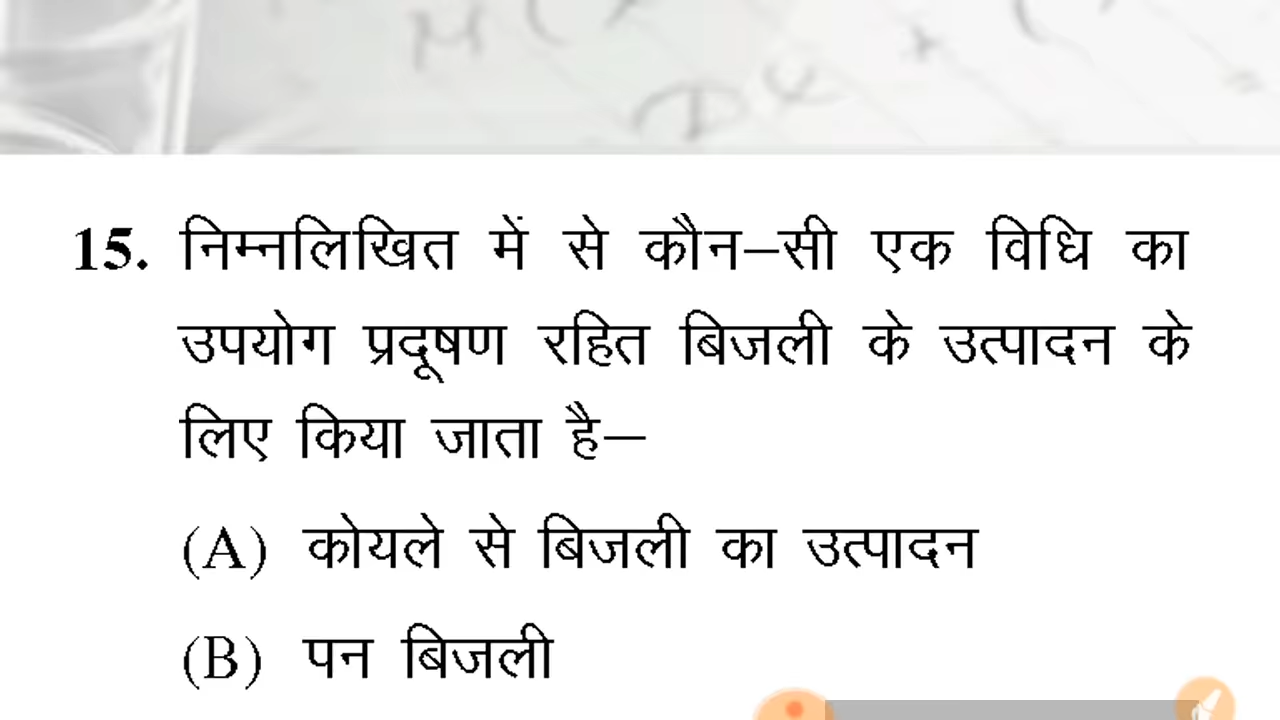 15. निम्नलिखित में से कौन–सी एक विधि का
उपयोग प्रदूषण रहित बिजली के उत्पादन के
लिए किया जाता है–
(A) कोयले से बिजली का उत्पादन
(B) पन बिजली